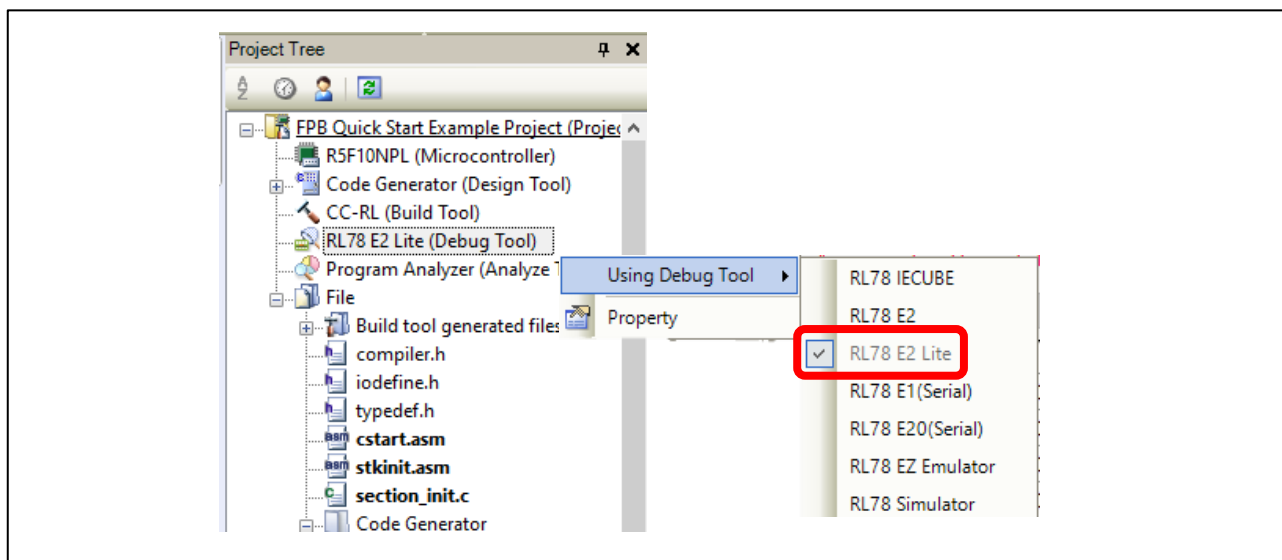 Project Tree
FPB Quick Start Example Project (Projec
R5F10NPL (Microcontroller)
Code Generator (Design Tool)
CC-RL (Build Tool)
RL78 E2 Lite (Debug Tool)
Program Analyzer (Analyze
File
Build tool generated files
compiler.h
iodefine.h
typedef.h
cstart.asm
stkinit.asm
section_init.c
Code Generator
Using Debug Tool
Property
RL78 IECUBE
RL78 E2
RL78 E2 Lite
RL78 E1(Serial)
RL78 E20(Serial)
RL78 EZ Emulator
RL78 Simulator